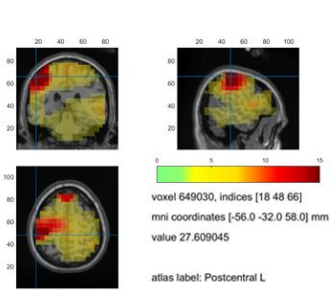 20 40 60 80
80
60
40
20
20 40 60 80 100
80
60
40
20
100
80
60
40
20
0 5 10 15
voxel 649030, indices [18 48 66]
mni coordinates [-56.0 -32.0 58.0] mm
value 27.609045
atlas label: Postcentral L